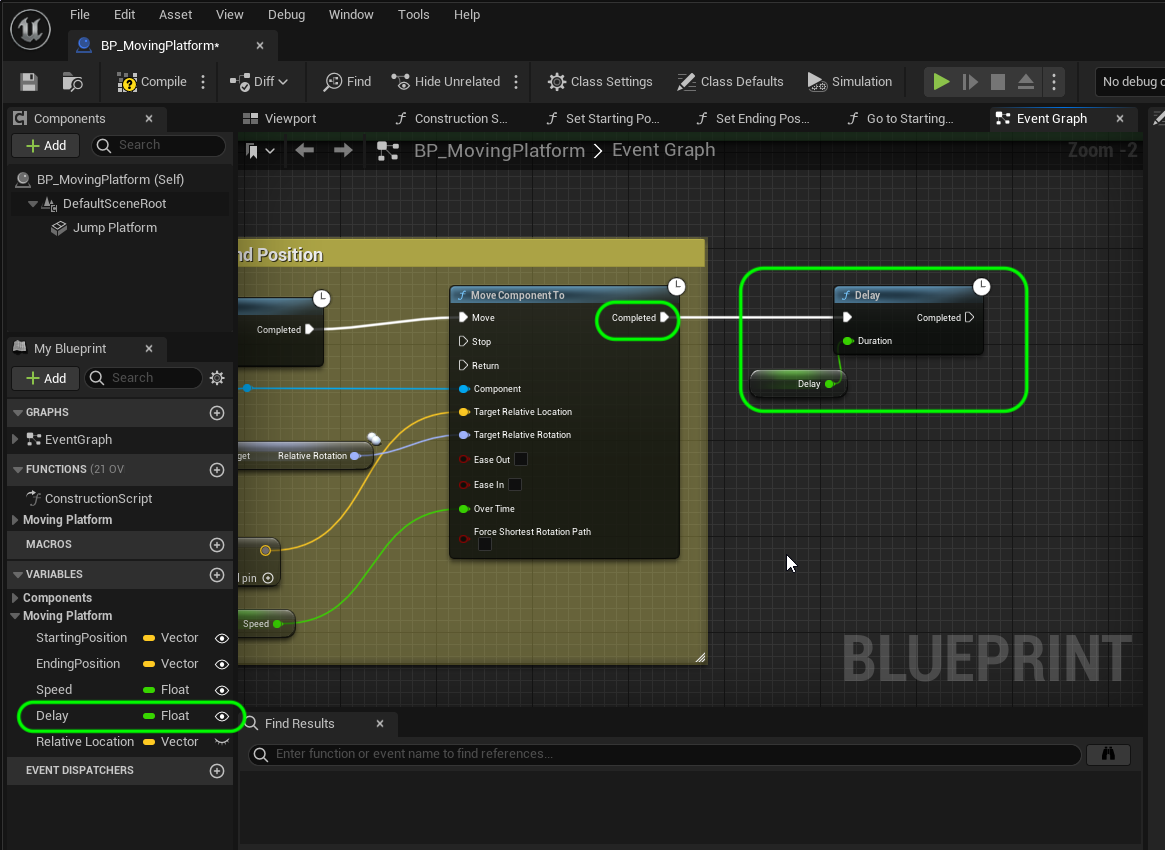 File Edit Asset View Debug Window Tools Help
BP_MovingPlatform*
Compile Diff Find Hide Unrelated Class Settings Class Defaults Simulation No debug o
Components
Viewport Construction S... Set Starting Po... Set Ending Pos... Go to Starting... Event Graph
Add Search
BP_MovingPlatform > Event Graph Zoom -2
BP_MovingPlatform (Self)
DefaultSceneRoot
Jump Platform
nd Position
Completed
Move Component To
Move Completed
Stop
Return
Component
Target Relative Location
Target Relative Rotation
Ease Out
Ease In
Over Time
Force Shortest Rotation Path
get Relative Rotation
d pin
Speed
Delay
Completed
Duration
Delay
My Blueprint
Add Search
GRAPHS
EventGraph
FUNCTIONS (21 OV
ConstructionScript
Moving Platform
MACROS
VARIABLES
Components
Moving Platform
StartingPosition Vector
EndingPosition Vector
Speed Float
Delay Float
Relative Location Vector
EVENT DISPATCHERS
BLUEPRINT
Find Results
Enter function or event name to find references...